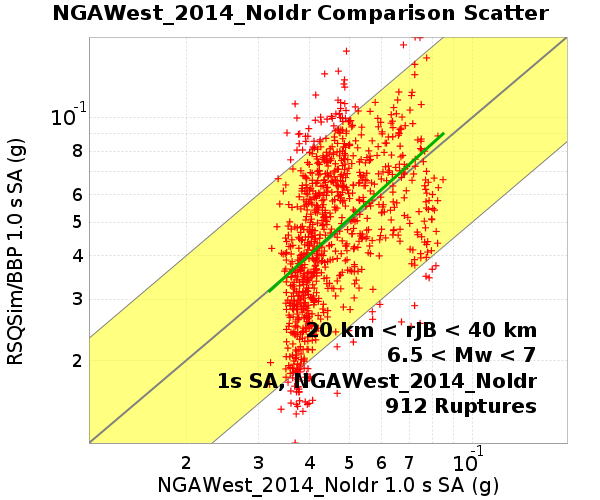 NGAWest_2014_NoIdr Comparison Scatter
RSQSim/BBP 1.0 s SA (g)
10-1
8
6
5
4
3
2
20 km < rJB < 40 km
6.5 < Mw < 7
1s SA, NGAWest_2014_NoIdr
912 Ruptures
2 3 4 5 6 7 10-1
NGAWest_2014_NoIdr 1.0 s SA (g)